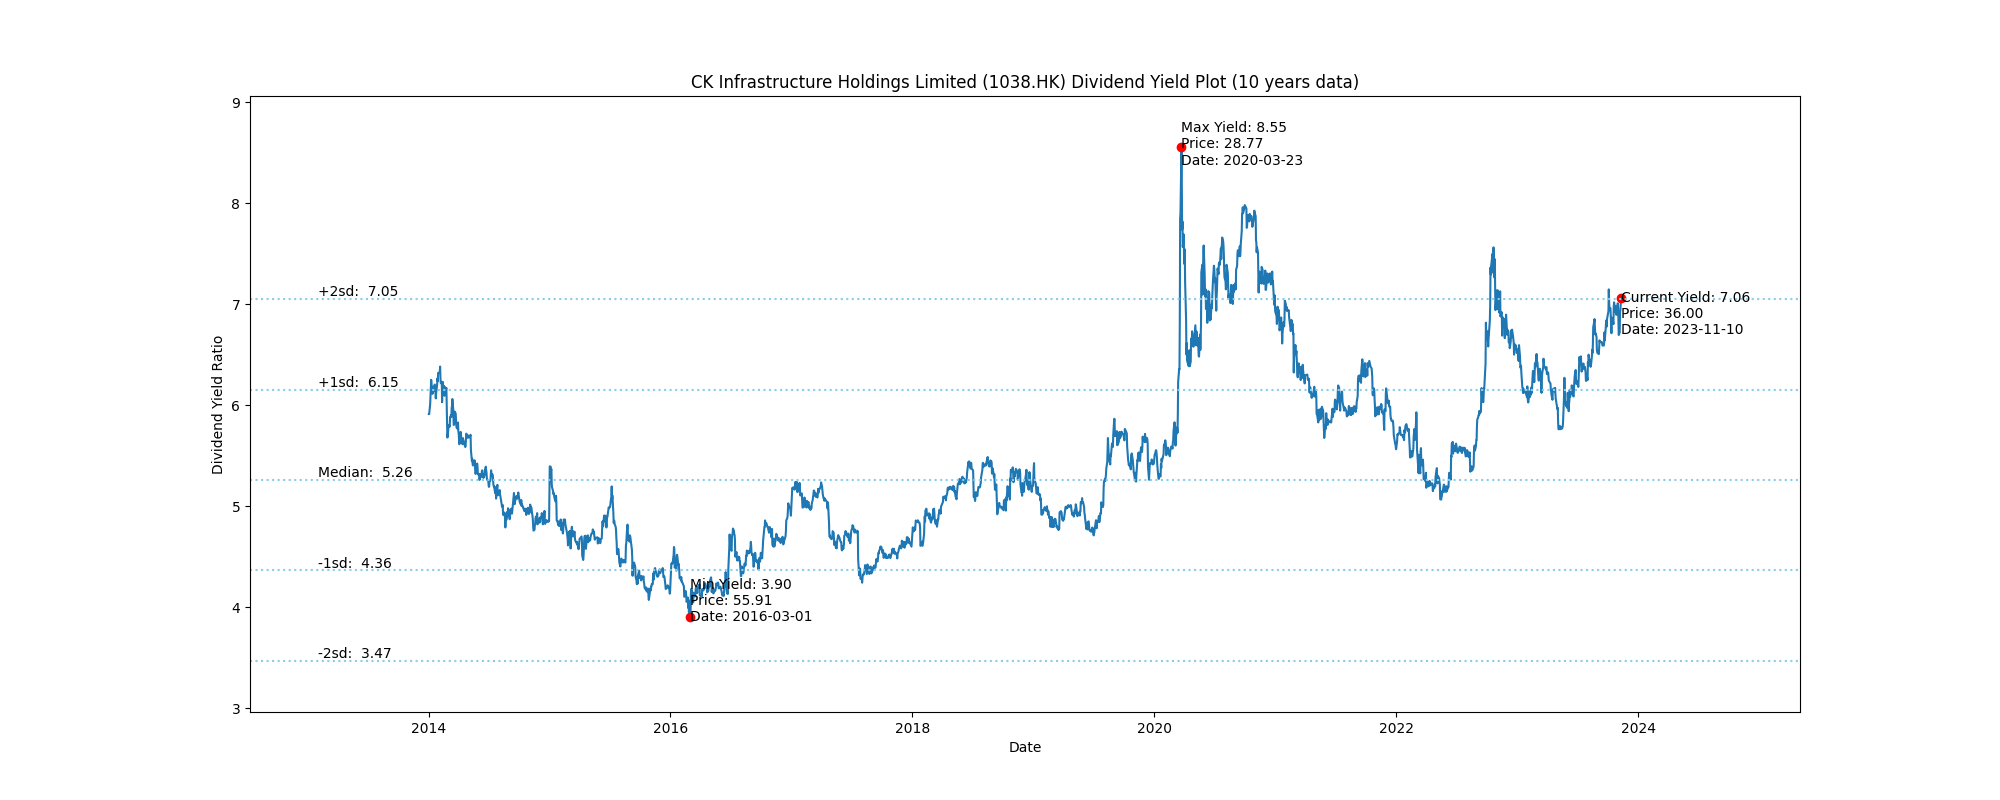 CK Infrastructure Holdings Limited (1038.HK) Dividend Yield Plot (10 years data)
9
8
7
6
5
4
3
Dividend Yield Ratio
+2sd:  7.05
+1sd:  6.15
Median:  5.26
-1sd:  4.36
-2sd:  3.47
Max Yield: 8.55
Price: 28.77
Date: 2020-03-23
Current Yield: 7.06
Price: 36.00
Date: 2023-11-10
Min Yield: 3.90
Price: 55.91
Date: 2016-03-01
2014
2016
2018
2020
2022
2024
Date